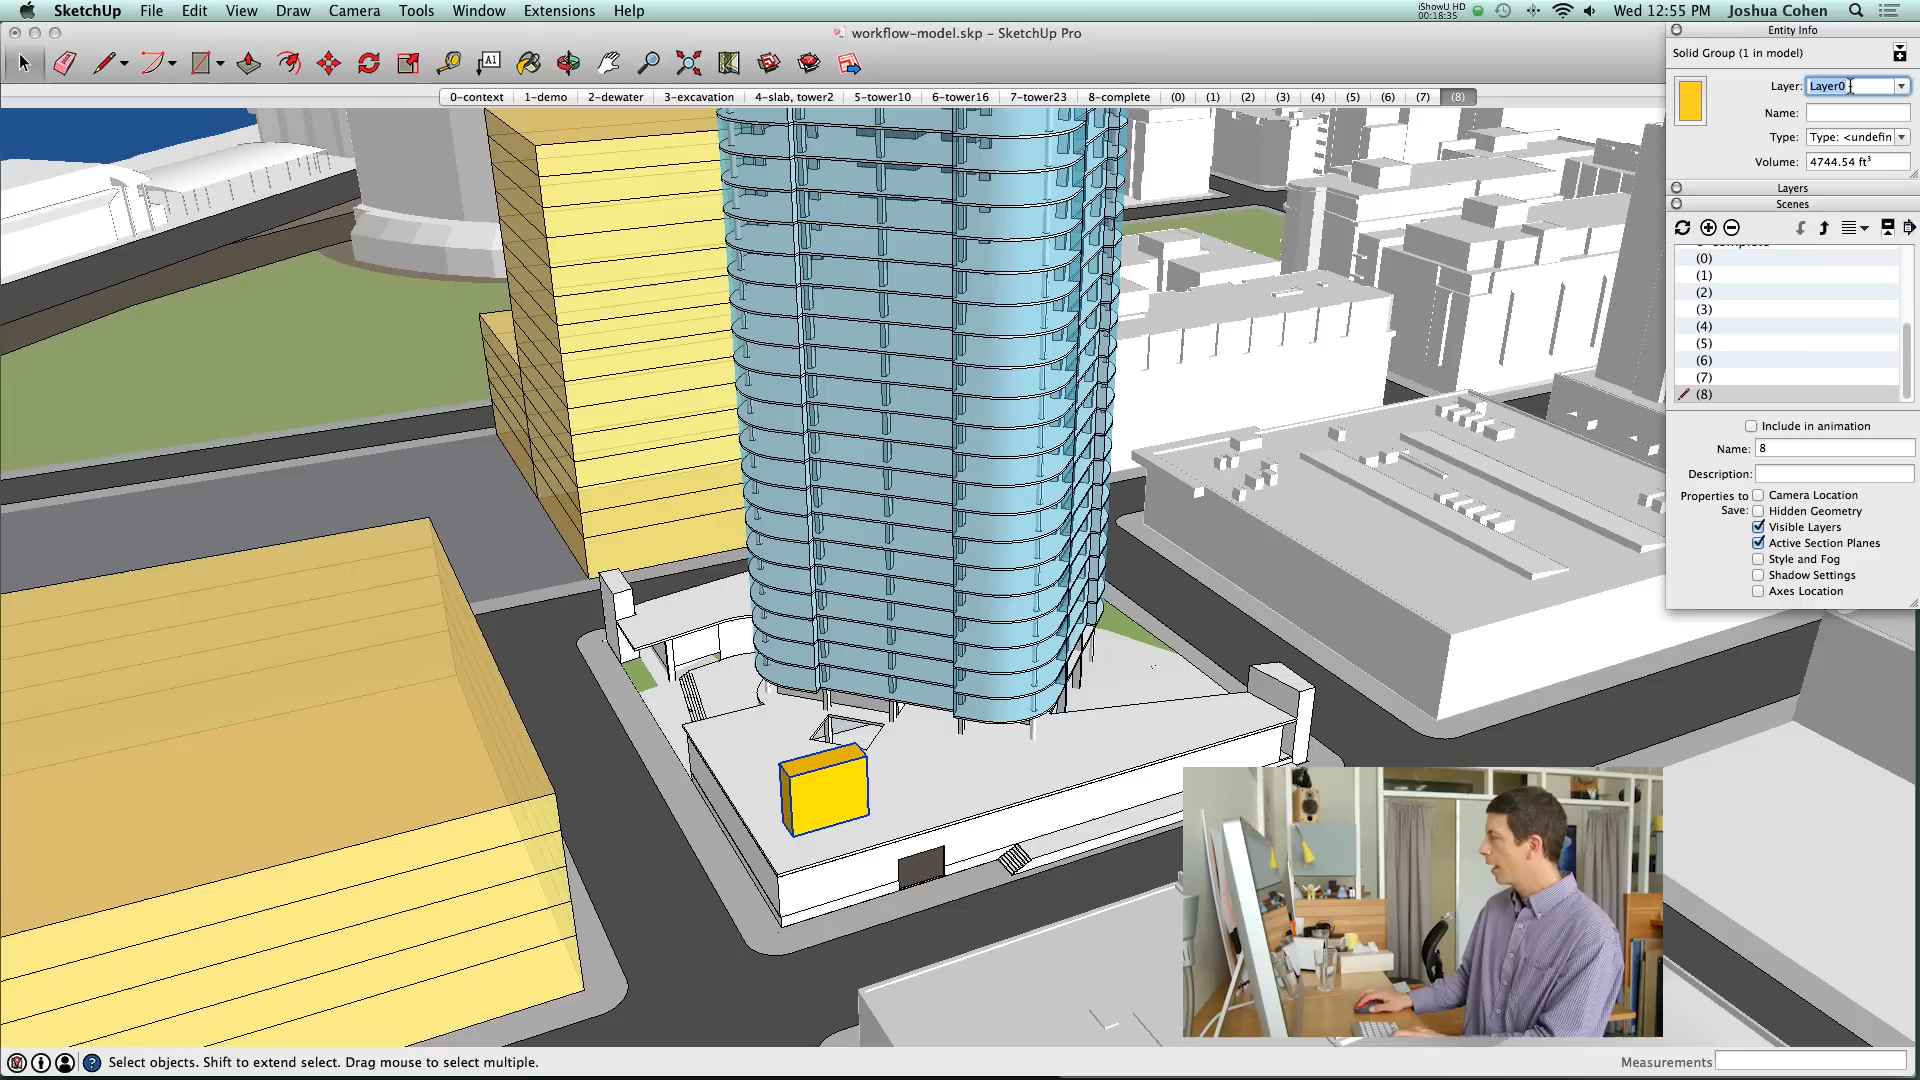 SketchUp File Edit View Draw Camera Tools Window Extensions Help
iShowU HD
00:18:35
Wed 12:55 PM Joshua Cohen
workflow-model.skp – SketchUp Pro
A1
0-context 1-demo 2-dewater 3-excavation 4-slab, tower2 5-tower10 6-tower16 7-tower23 8-complete (0) (1) (2) (3) (4) (5) (6) (7) (8)
Entity Info
Solid Group (1 in model)
Layer: Layer0
Name:
Type: Type: <undefin
Volume: 4744.54 ft³
Layers
Scenes
(0)
(1)
(2)
(3)
(4)
(5)
(6)
(7)
(8)
Include in animation
Name: 8
Description:
Properties to Save:
Camera Location
Hidden Geometry
Visible Layers
Active Section Planes
Style and Fog
Shadow Settings
Axes Location
Select objects. Shift to extend select. Drag mouse to select multiple.
Measurements